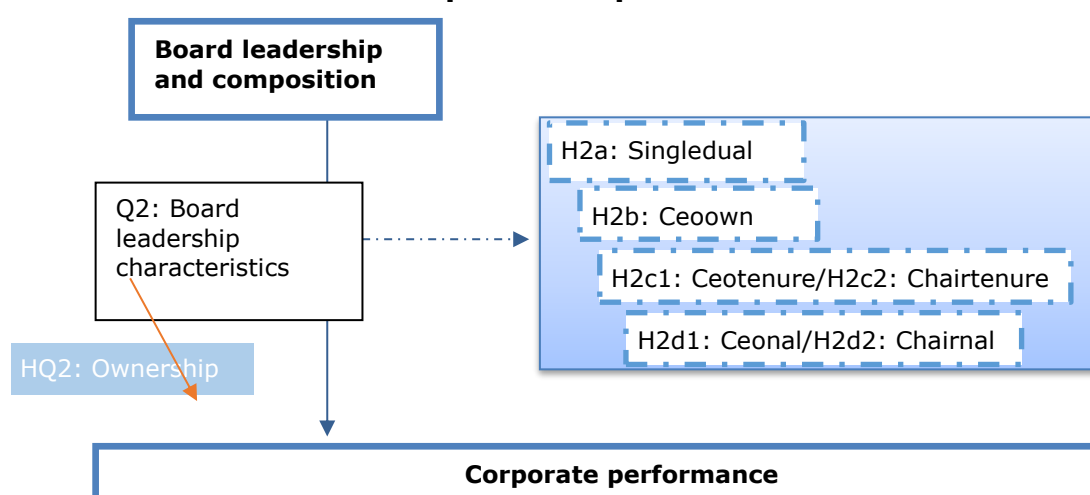 Board leadership
and composition
H2a: Singledual
Q2: Board
leadership
characteristics
H2b: Ceoown
H2c1: Ceotenure/H2c2: Chairtenure
H2d1: Ceonal/H2d2: Chairnal
HQ2: Ownership
Corporate performance